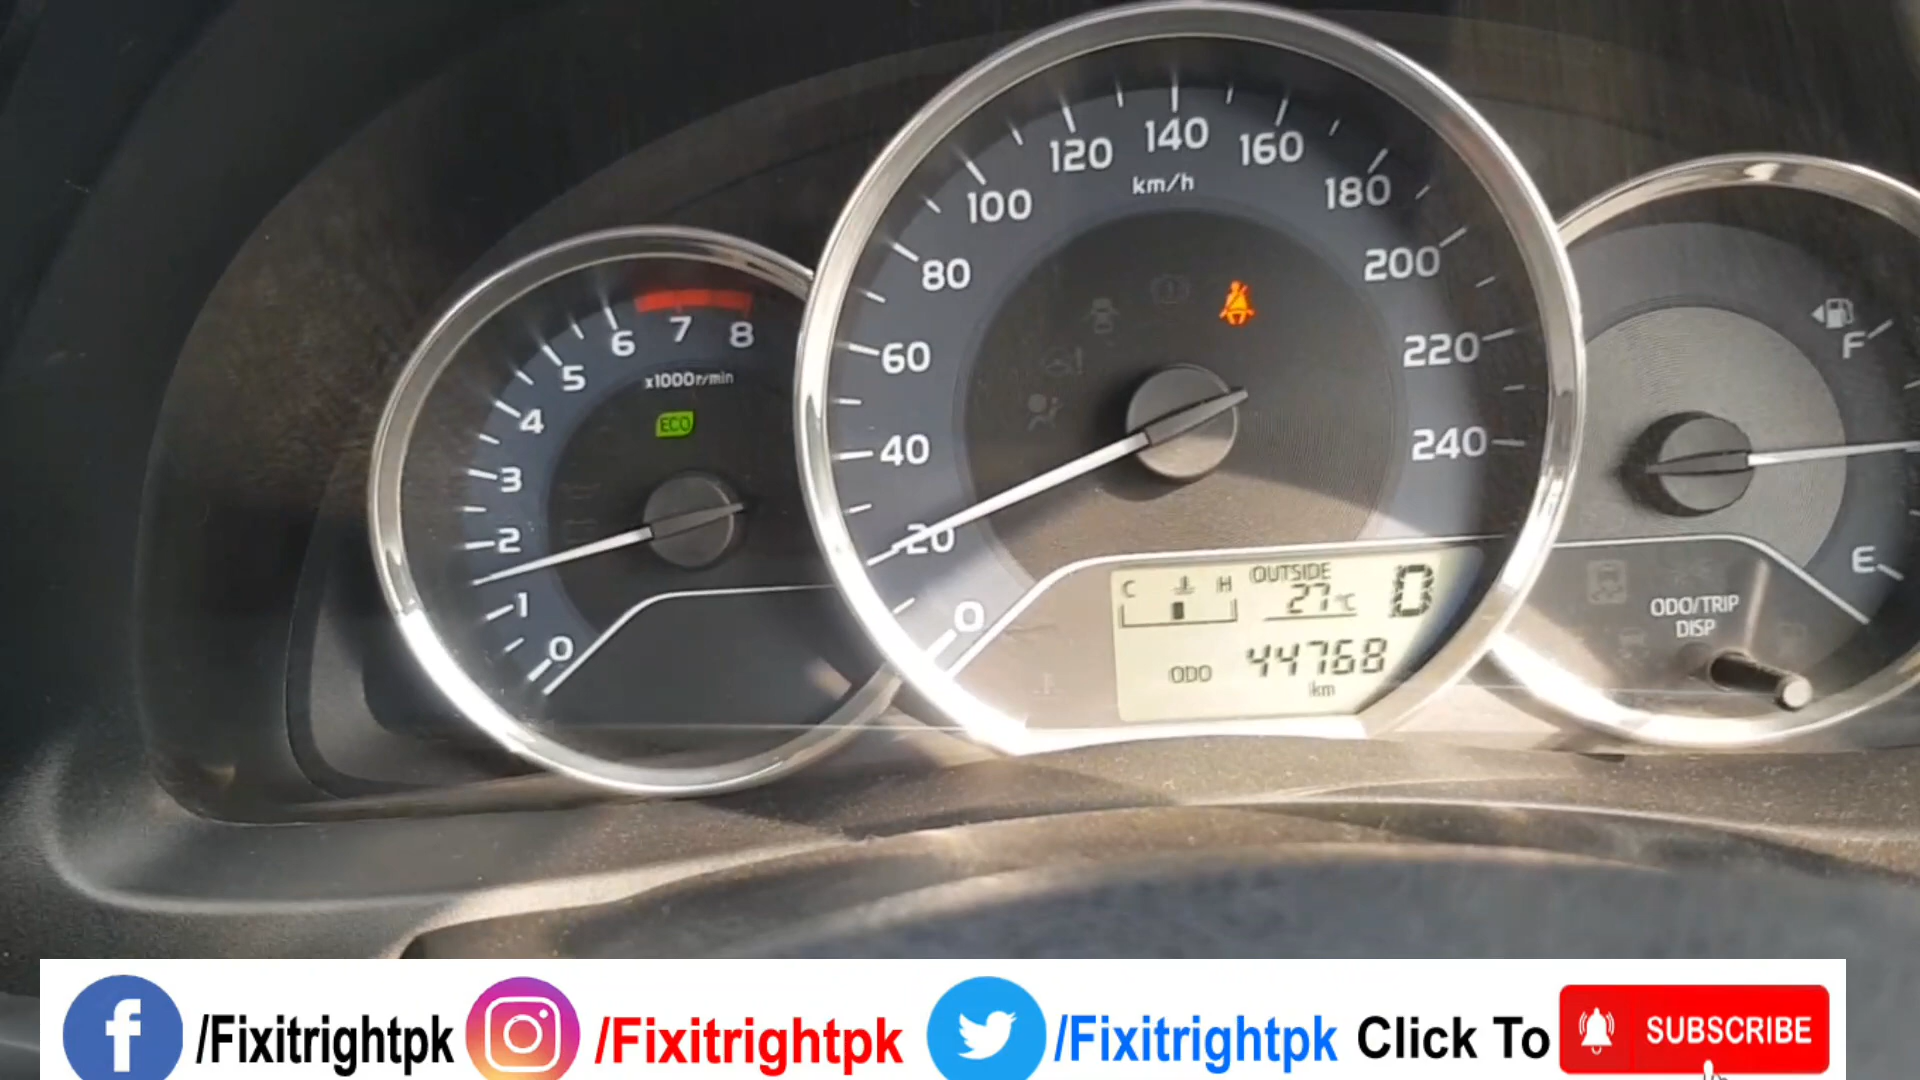 120 140 160
km/h
100 180
80 200
60 220
40 240
20
0
6 7 8
5 x1000r/min
4 ECO
3
2
1
0
F
E
C H OUTSIDE
27°C D
ODO 44768
km
ODO/TRIP
DISP
/Fixitrightpk /Fixitrightpk /Fixitrightpk Click To SUBSCRIBE